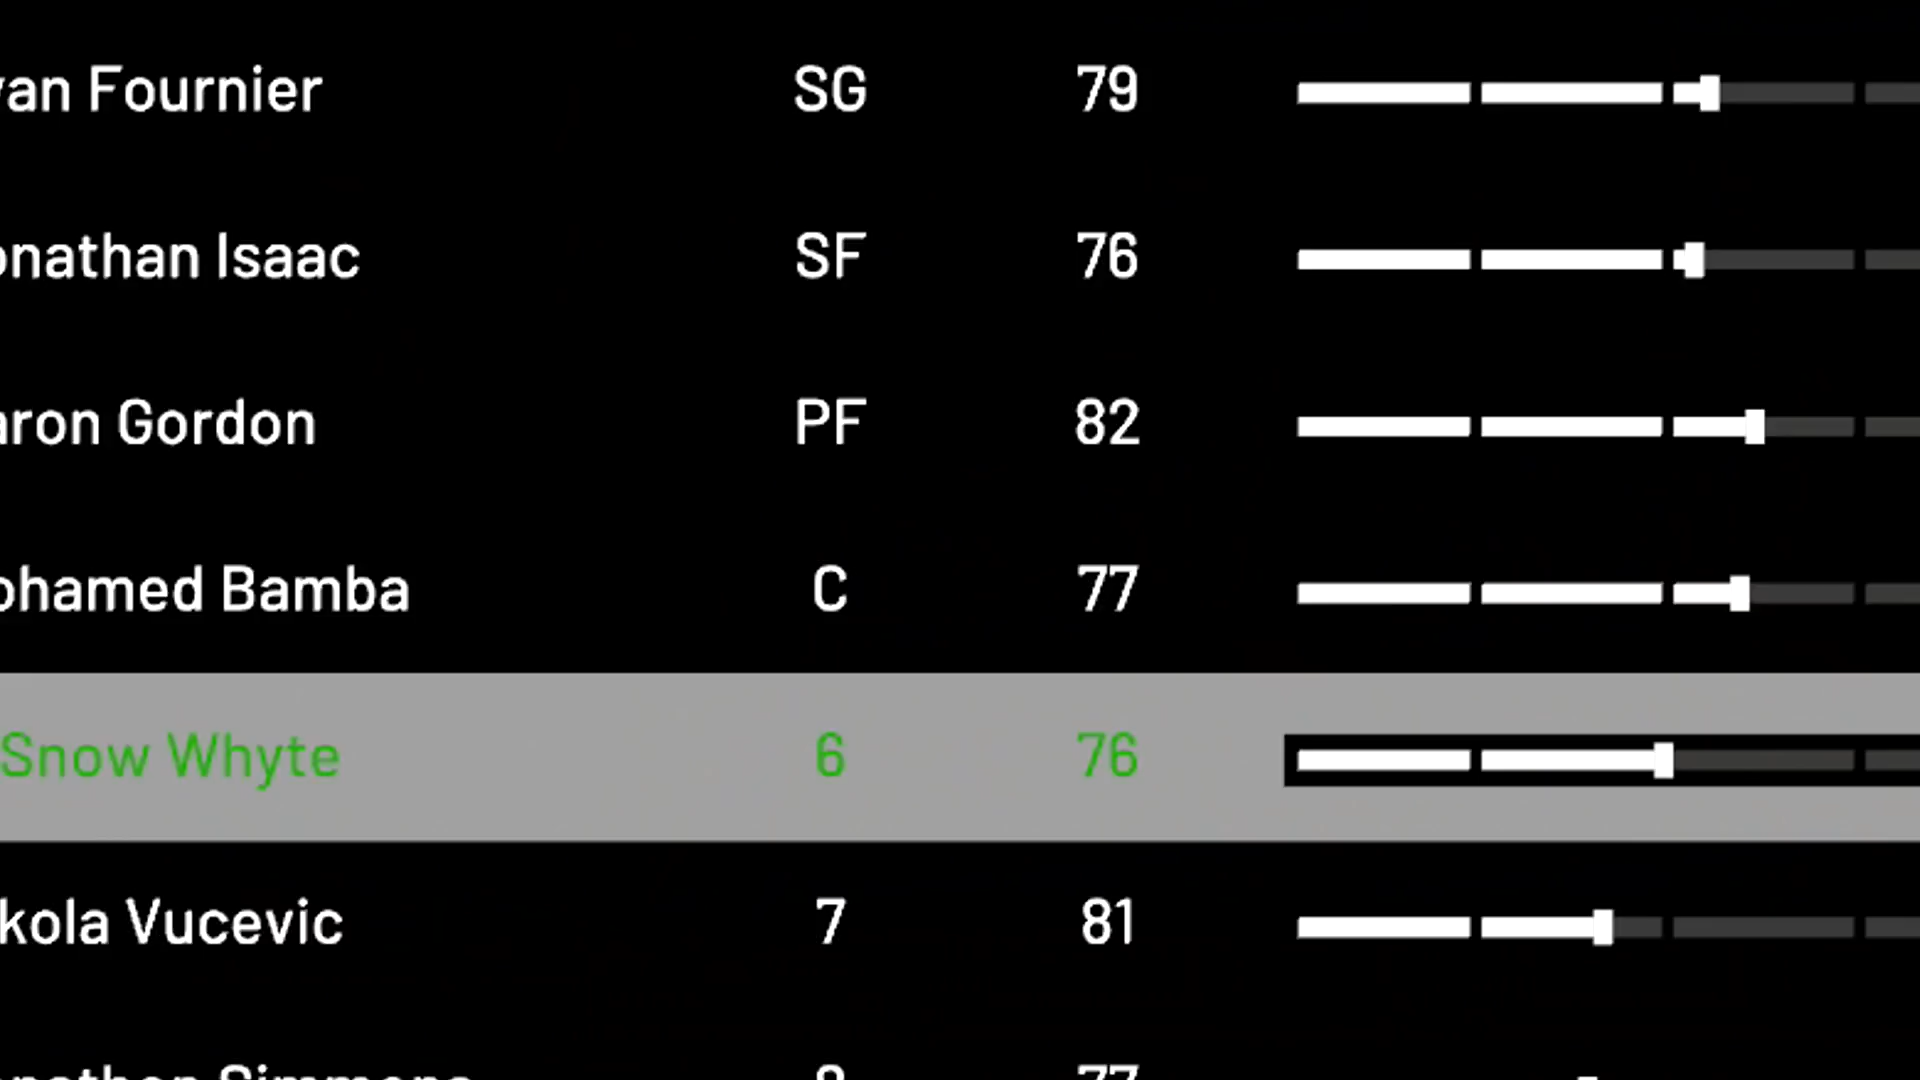 van Fournier SG 79
onathan Isaac SF 76
aron Gordon PF 82
ohamed Bamba C 77
Snow Whyte 6 76
kola Vucevic 7 81
77